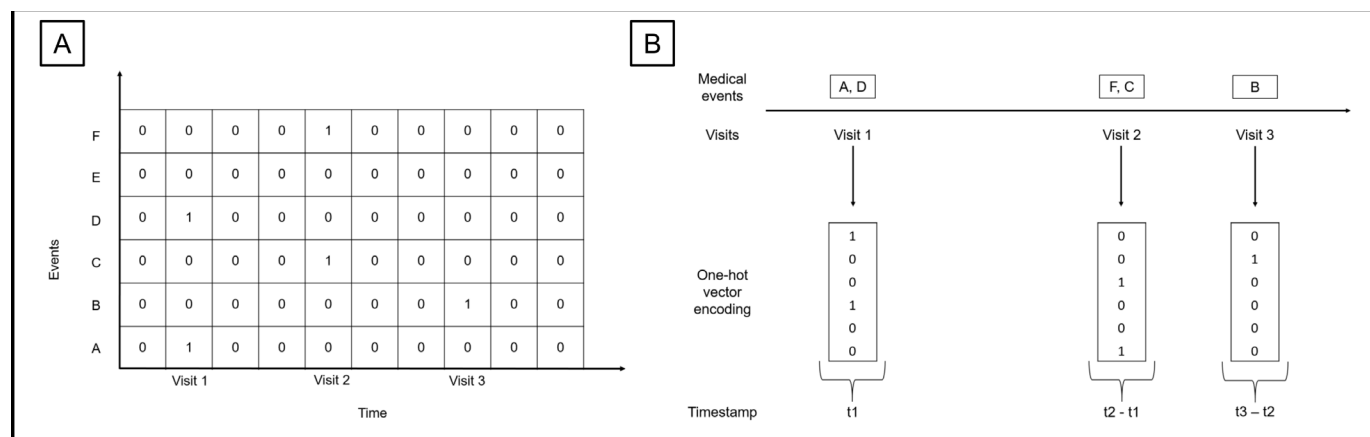 A
F 0 0 0 0 1 0 0 0 0 0
E 0 0 0 0 0 0 0 0 0 0
D 0 1 0 0 0 0 0 0 0 0
C 0 0 0 0 1 0 0 0 0 0
B 0 0 0 0 0 0 0 1 0 0
A 0 1 0 0 0 0 0 0 0 0
Events
Visit 1 Visit 2 Visit 3
Time
B
Medical
events
A, D F, C B
Visits Visit 1 Visit 2 Visit 3
One-hot
vector
encoding
1 0 0
0 0 1
0 1 0
1 0 0
0 0 0
0 1 0
Timestamp t1 t2 - t1 t3 – t2